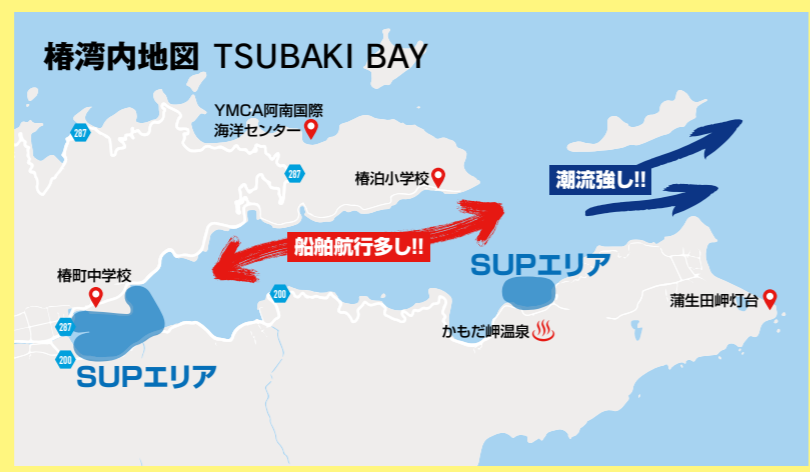 椿湾内地図 TSUBAKI BAY
YMCA阿南国際
海洋センター
287
287
椿泊小学校
潮流強し!!
船舶航行多し!!
SUPエリア
椿町中学校
200
蒲生田岬灯台
287
かもだ岬温泉
200
SUPエリア